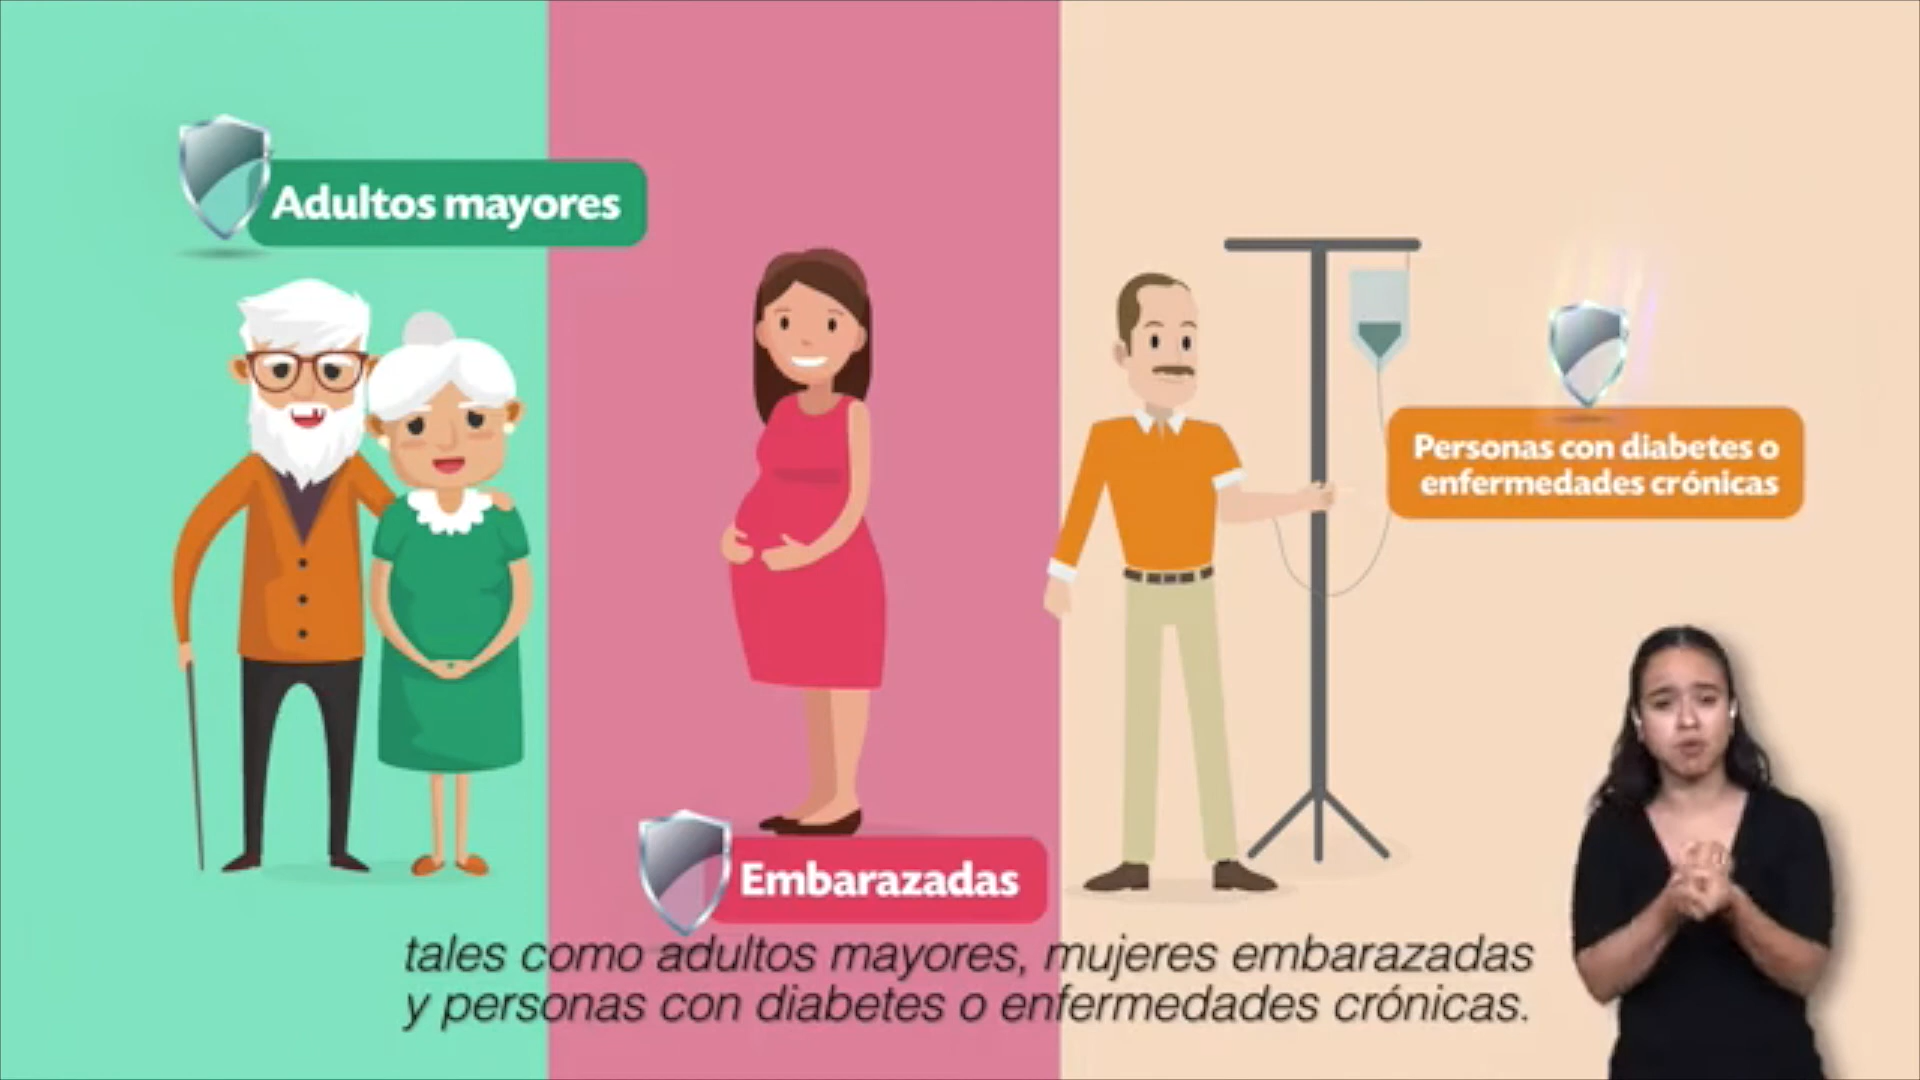 Adultos mayores
Personas con diabetes o
enfermedades crónicas
Embarazadas
tales como adultos mayores, mujeres embarazadas
y personas con diabetes o enfermedades crónicas.